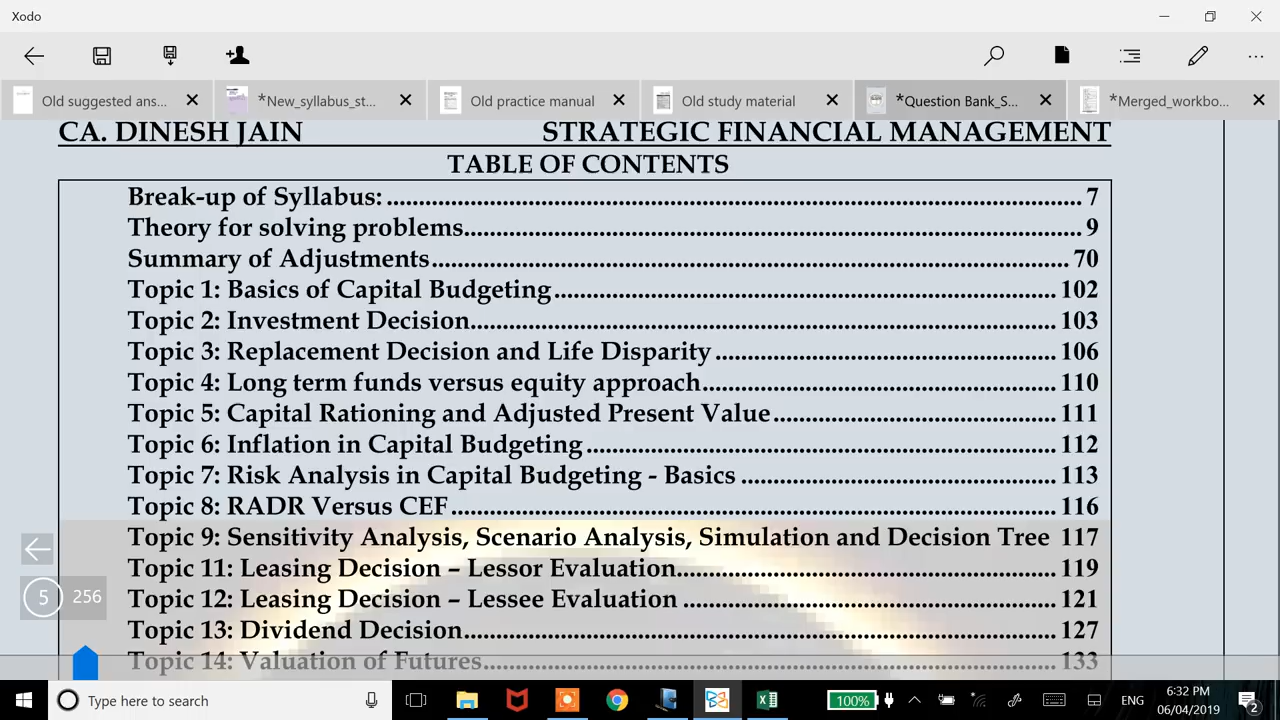 Xodo
Old suggested ans... *New_syllabus_st... Old practice manual Old study material *Question Bank_S... *Merged_workbo...
CA. DINESH JAIN STRATEGIC FINANCIAL MANAGEMENT
TABLE OF CONTENTS
Break-up of Syllabus: 7
Theory for solving problems 9
Summary of Adjustments 70
Topic 1: Basics of Capital Budgeting 102
Topic 2: Investment Decision 103
Topic 3: Replacement Decision and Life Disparity 106
Topic 4: Long term funds versus equity approach 110
Topic 5: Capital Rationing and Adjusted Present Value 111
Topic 6: Inflation in Capital Budgeting 112
Topic 7: Risk Analysis in Capital Budgeting - Basics 113
Topic 8: RADR Versus CEF 116
Topic 9: Sensitivity Analysis, Scenario Analysis, Simulation and Decision Tree 117
Topic 11: Leasing Decision – Lessor Evaluation 119
Topic 12: Leasing Decision – Lessee Evaluation 121
Topic 13: Dividend Decision 127
Topic 14: Valuation of Futures 133
5 256
Type here to search 100% ENG 6:32 PM
06/04/2019 2